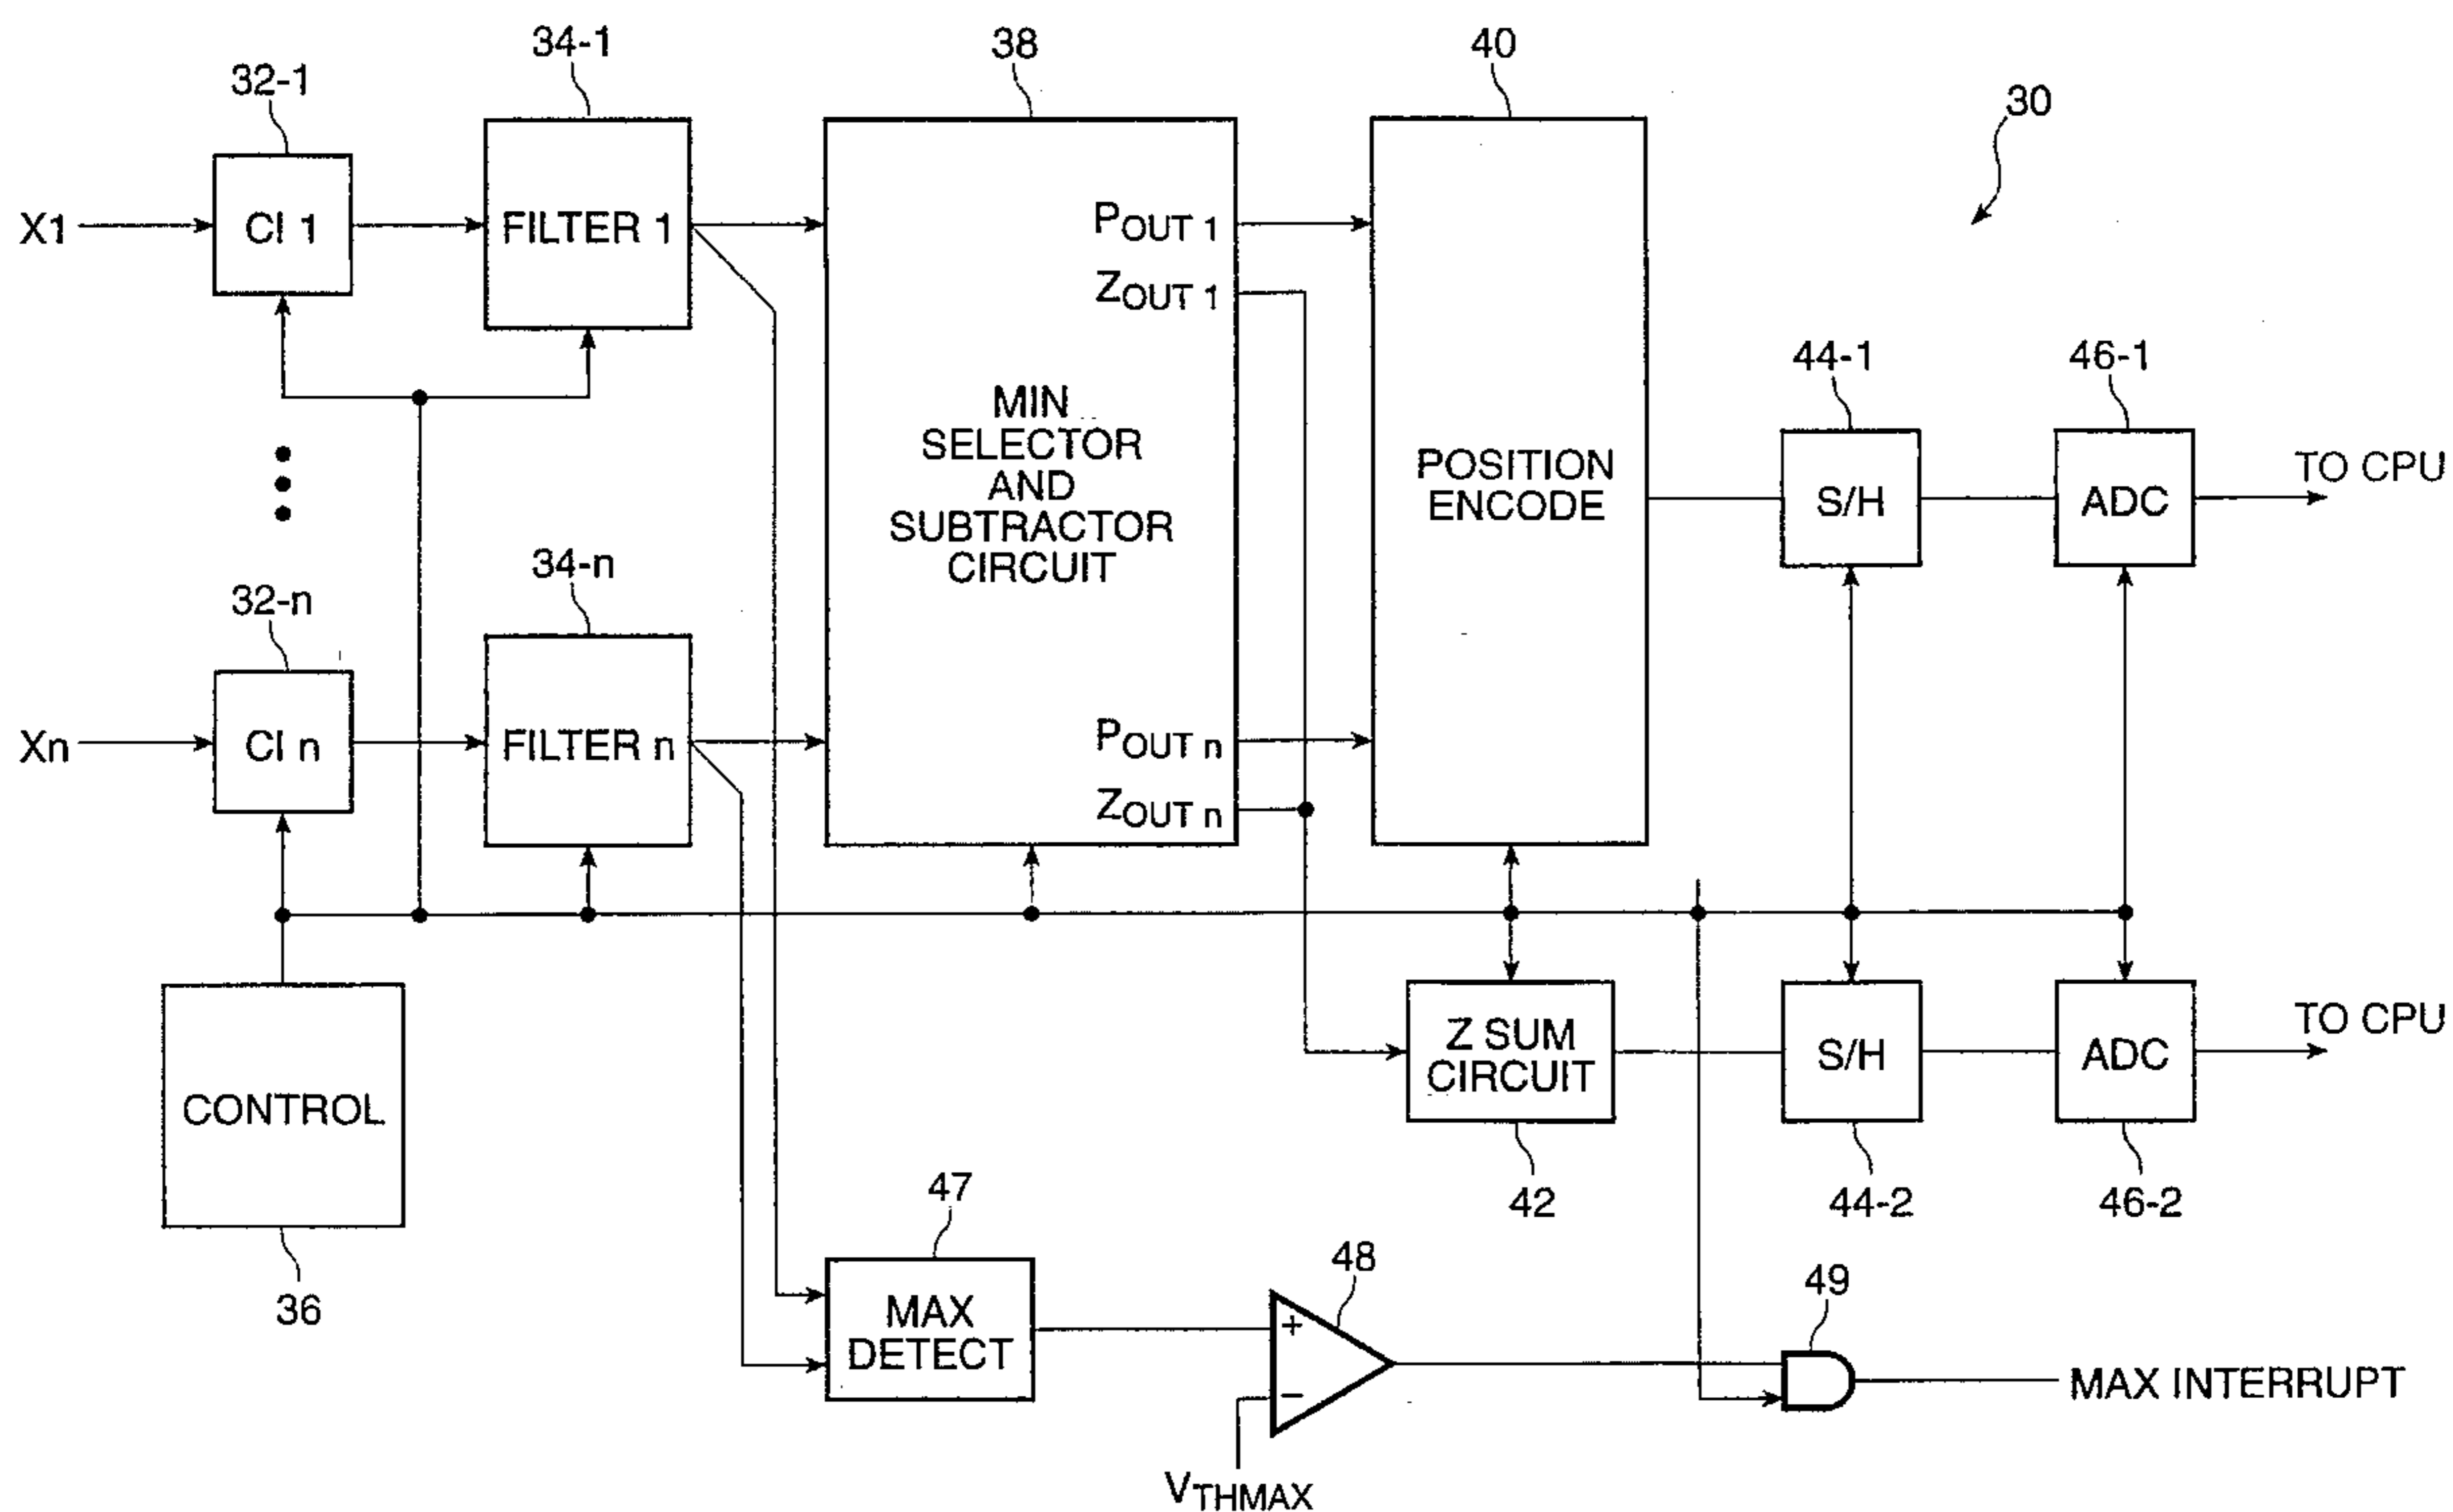 34-1
38
40
32-1
30
X1
CI 1
FILTER 1
POUT 1
ZOUT 1
MIN
SELECTOR
AND
SUBTRACTOR
CIRCUIT
POSITION
ENCODE
44-1
46-1
S/H
ADC
TO CPU
34-n
32-n
Xn
CI n
FILTER n
POUT n
ZOUT n
CONTROL
36
Z SUM
CIRCUIT
42
S/H
44-2
ADC
46-2
TO CPU
47
MAX
DETECT
48
+
−
VTHMAX
49
MAX INTERRUPT